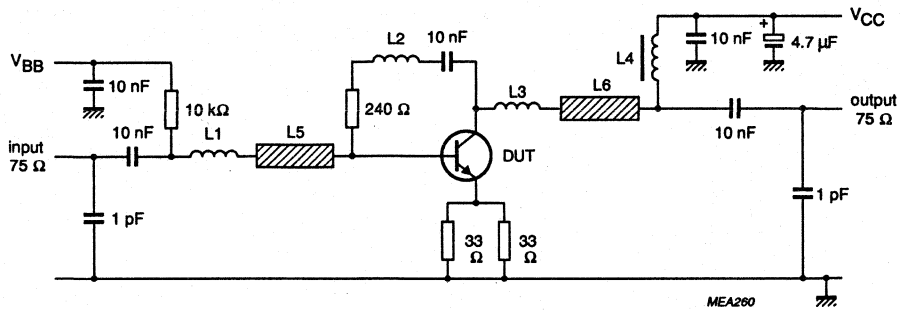 V_CC
L2
10 nF
10 nF
4.7 μF
+
L4
V_BB
10 nF
10 kΩ
240 Ω
L3
L6
output
75 Ω
10 nF
10 nF
L1
L5
DUT
input
75 Ω
1 pF
1 pF
33
Ω
33
Ω
MEA260